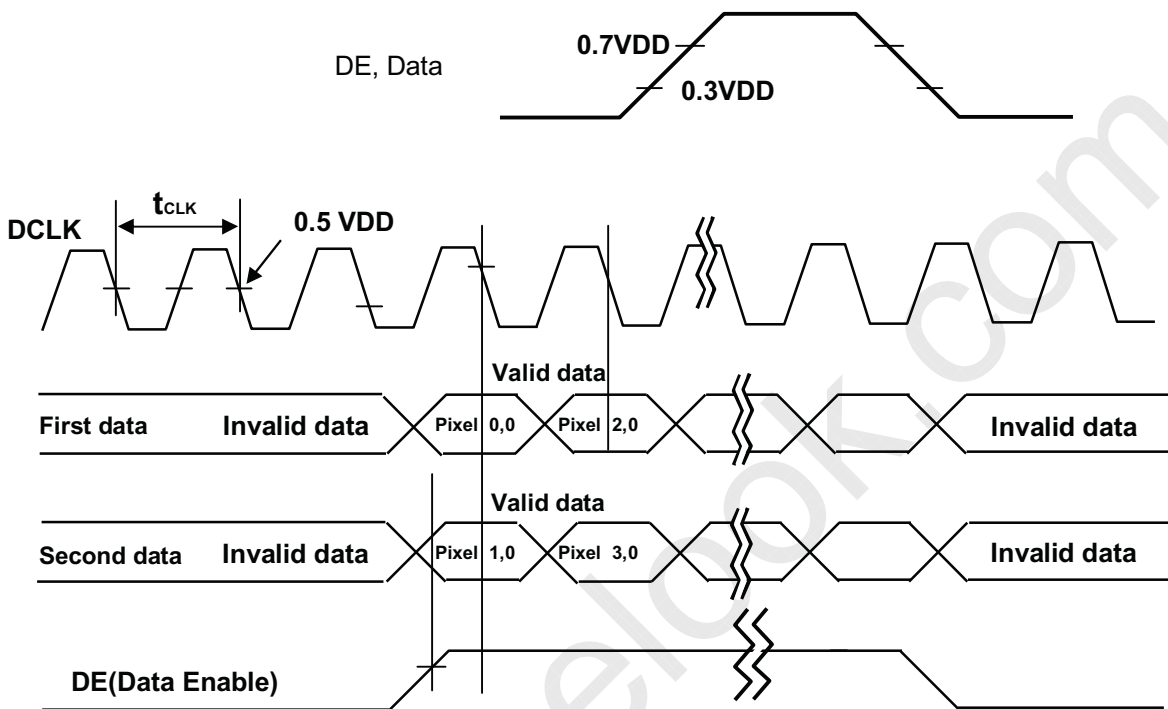 0.7VDD
DE, Data
0.3VDD
tCLK
0.5 VDD
DCLK
Valid data
First data Invalid data Pixel 0,0 Pixel 2,0 Invalid data
Valid data
Second data Invalid data Pixel 1,0 Pixel 3,0 Invalid data
DE(Data Enable)
elook.com